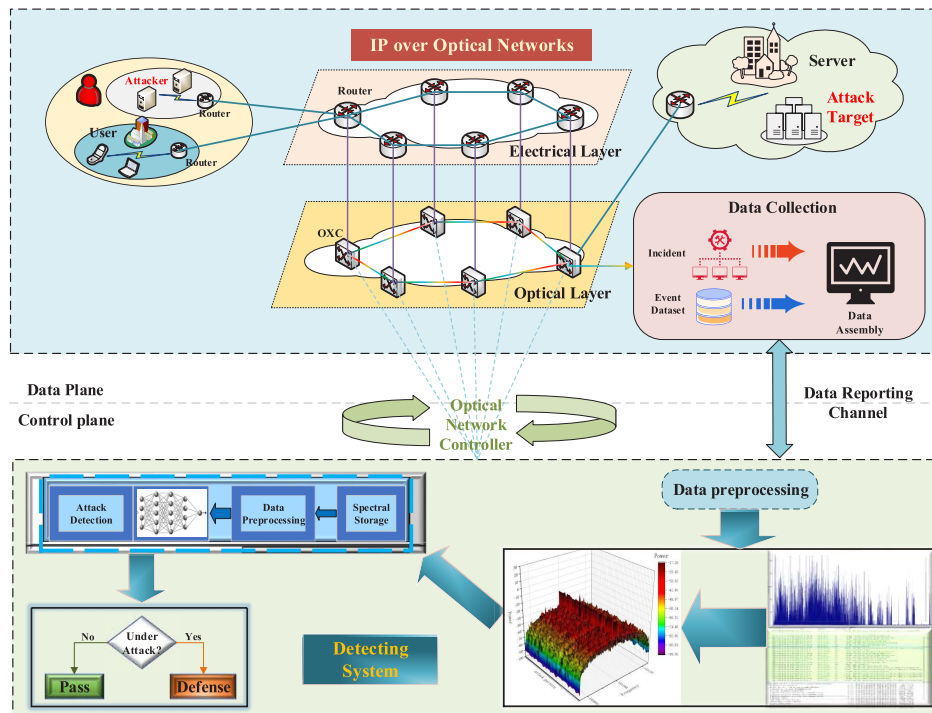 IP over Optical Networks
Attacker
Router
User
Router
Router
Electrical Layer
Server
Attack
Target
OXC
Optical Layer
Data Collection
Incident
Event
Dataset
Data
Assembly
Data Plane
Control plane
Optical
Network
Controller
Data Reporting
Channel
Attack
Detection
Data
Preprocessing
Spectral
Storage
Data preprocessing
Power
No
Under
Attack?
Yes
Pass
Defense
Detecting
System